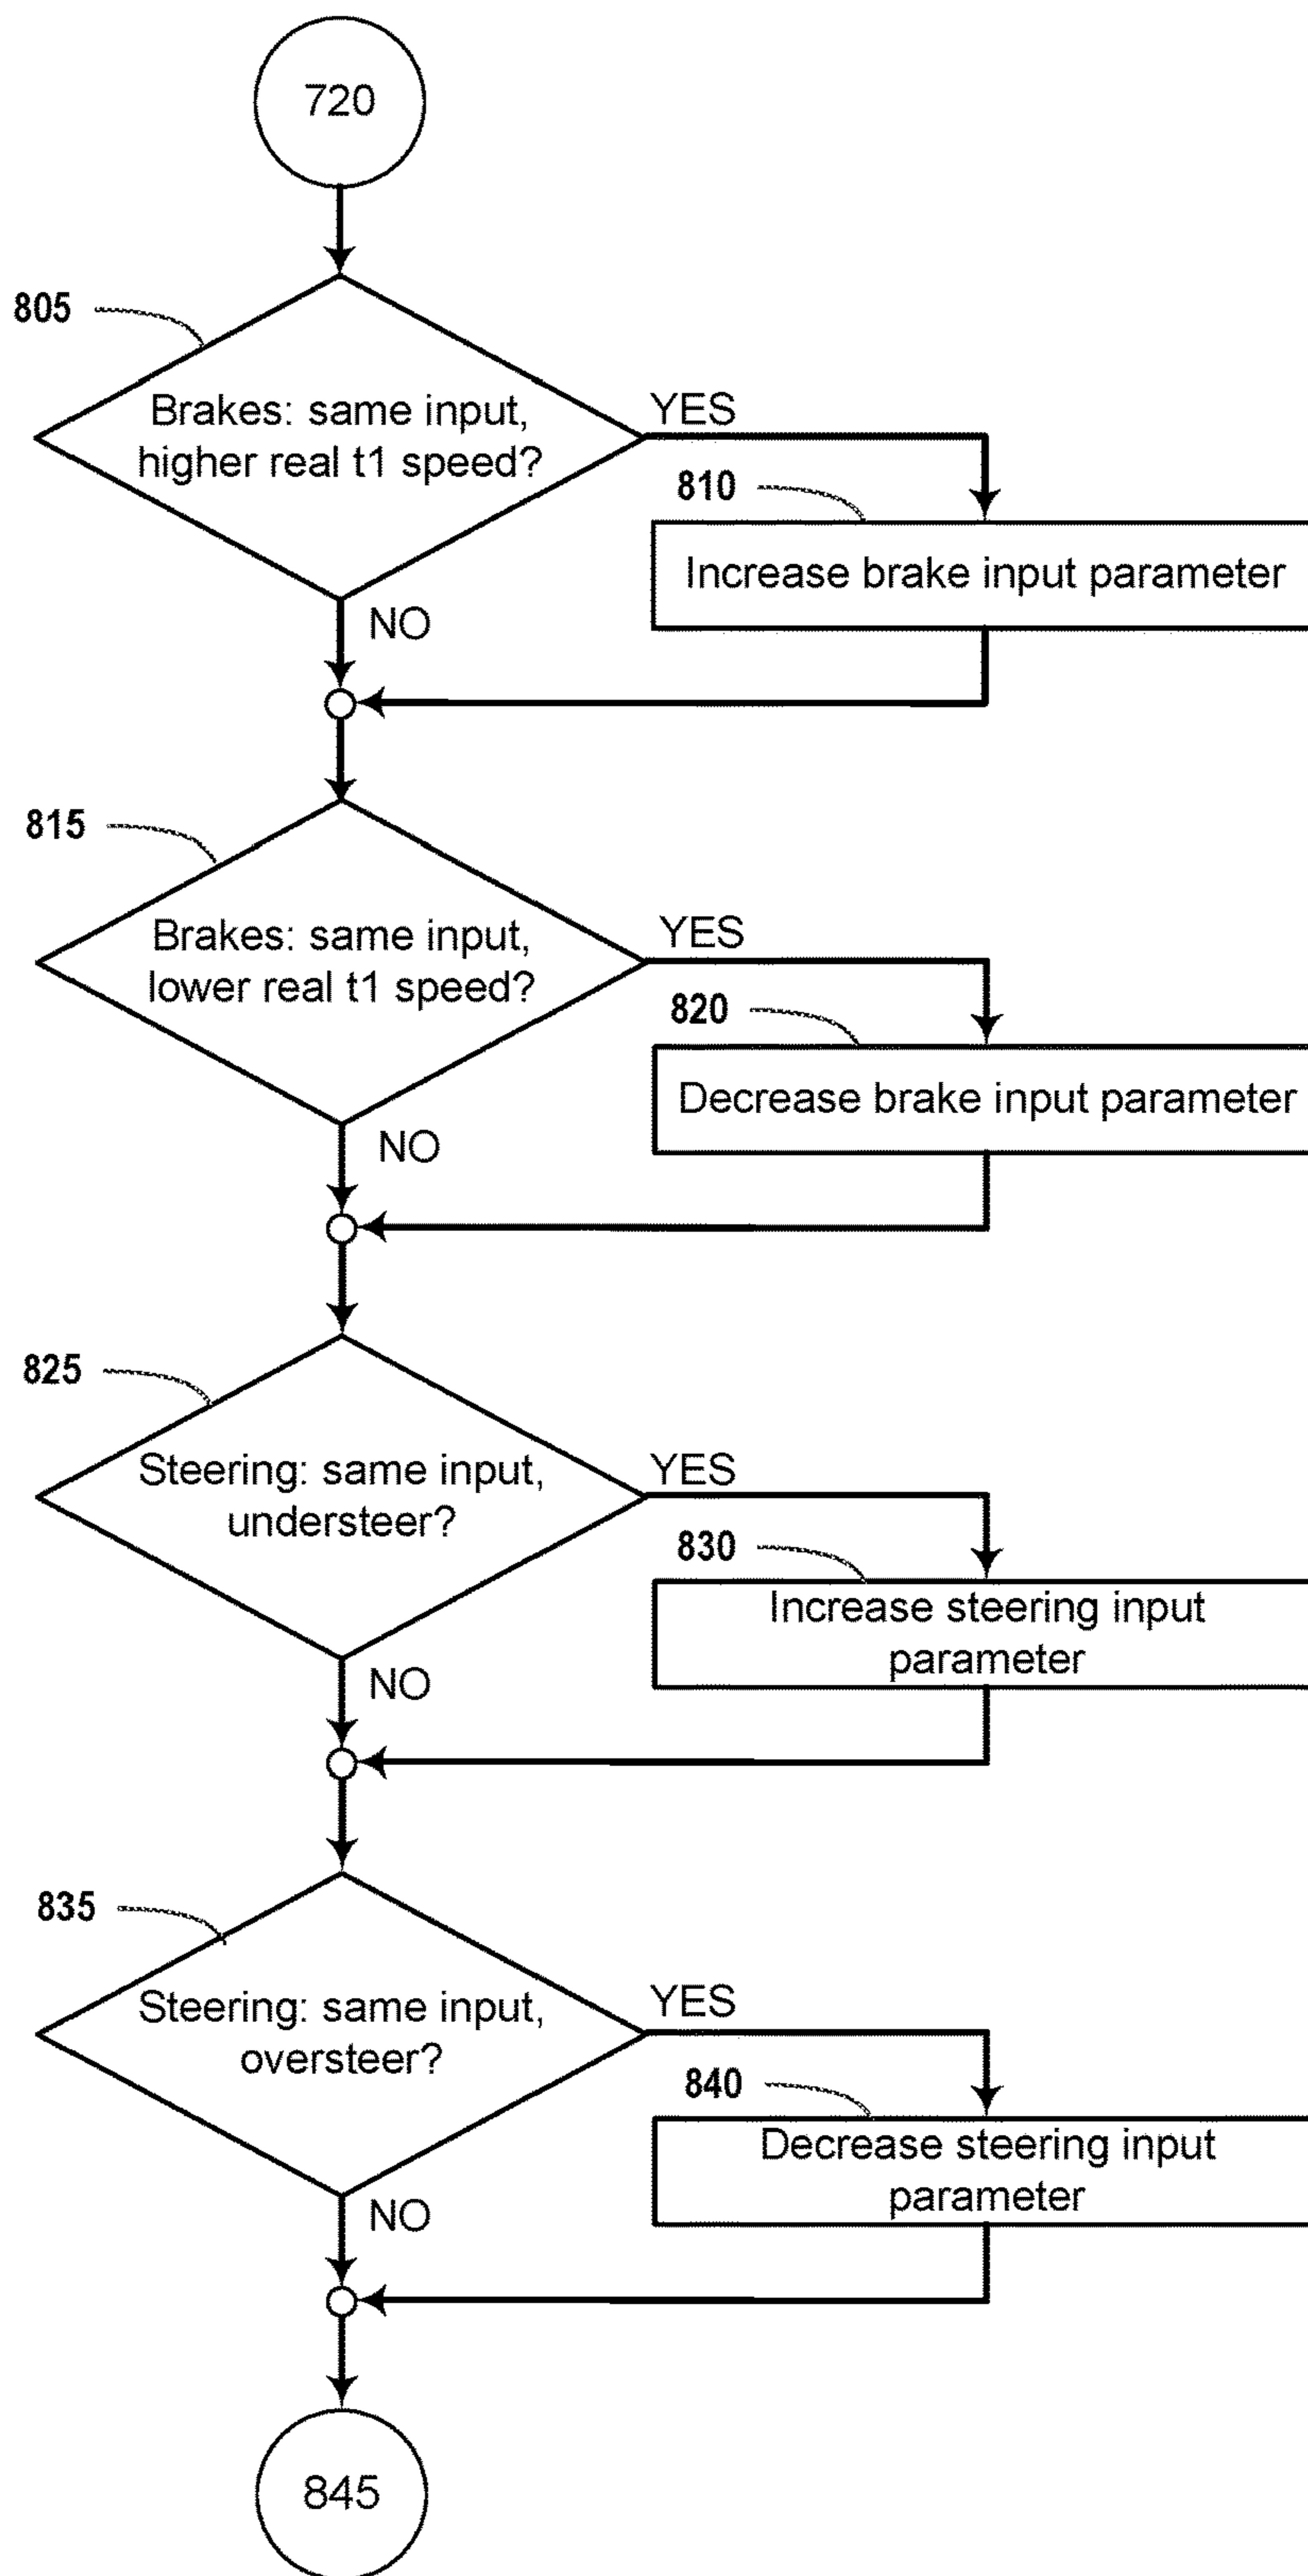 720
805
Brakes: same input,
higher real t1 speed?
YES
810
Increase brake input parameter
NO
815
Brakes: same input,
lower real t1 speed?
YES
820
Decrease brake input parameter
NO
825
Steering: same input,
understeer?
YES
830
Increase steering input
parameter
NO
835
Steering: same input,
oversteer?
YES
840
Decrease steering input
parameter
NO
845